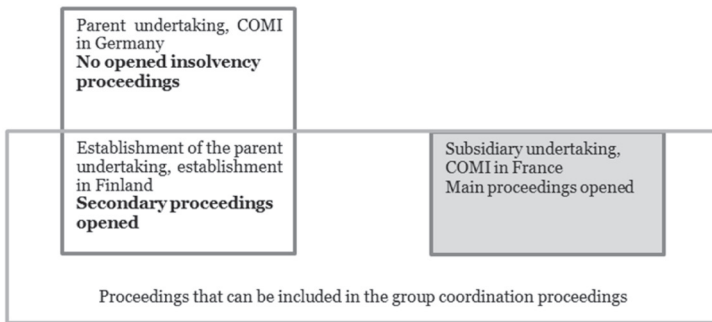 Parent undertaking, COMI
in Germany
No opened insolvency
proceedings
Establishment of the parent
undertaking, establishment
in Finland
Secondary proceedings
opened
Subsidiary undertaking,
COMI in France
Main proceedings opened
Proceedings that can be included in the group coordination proceedings